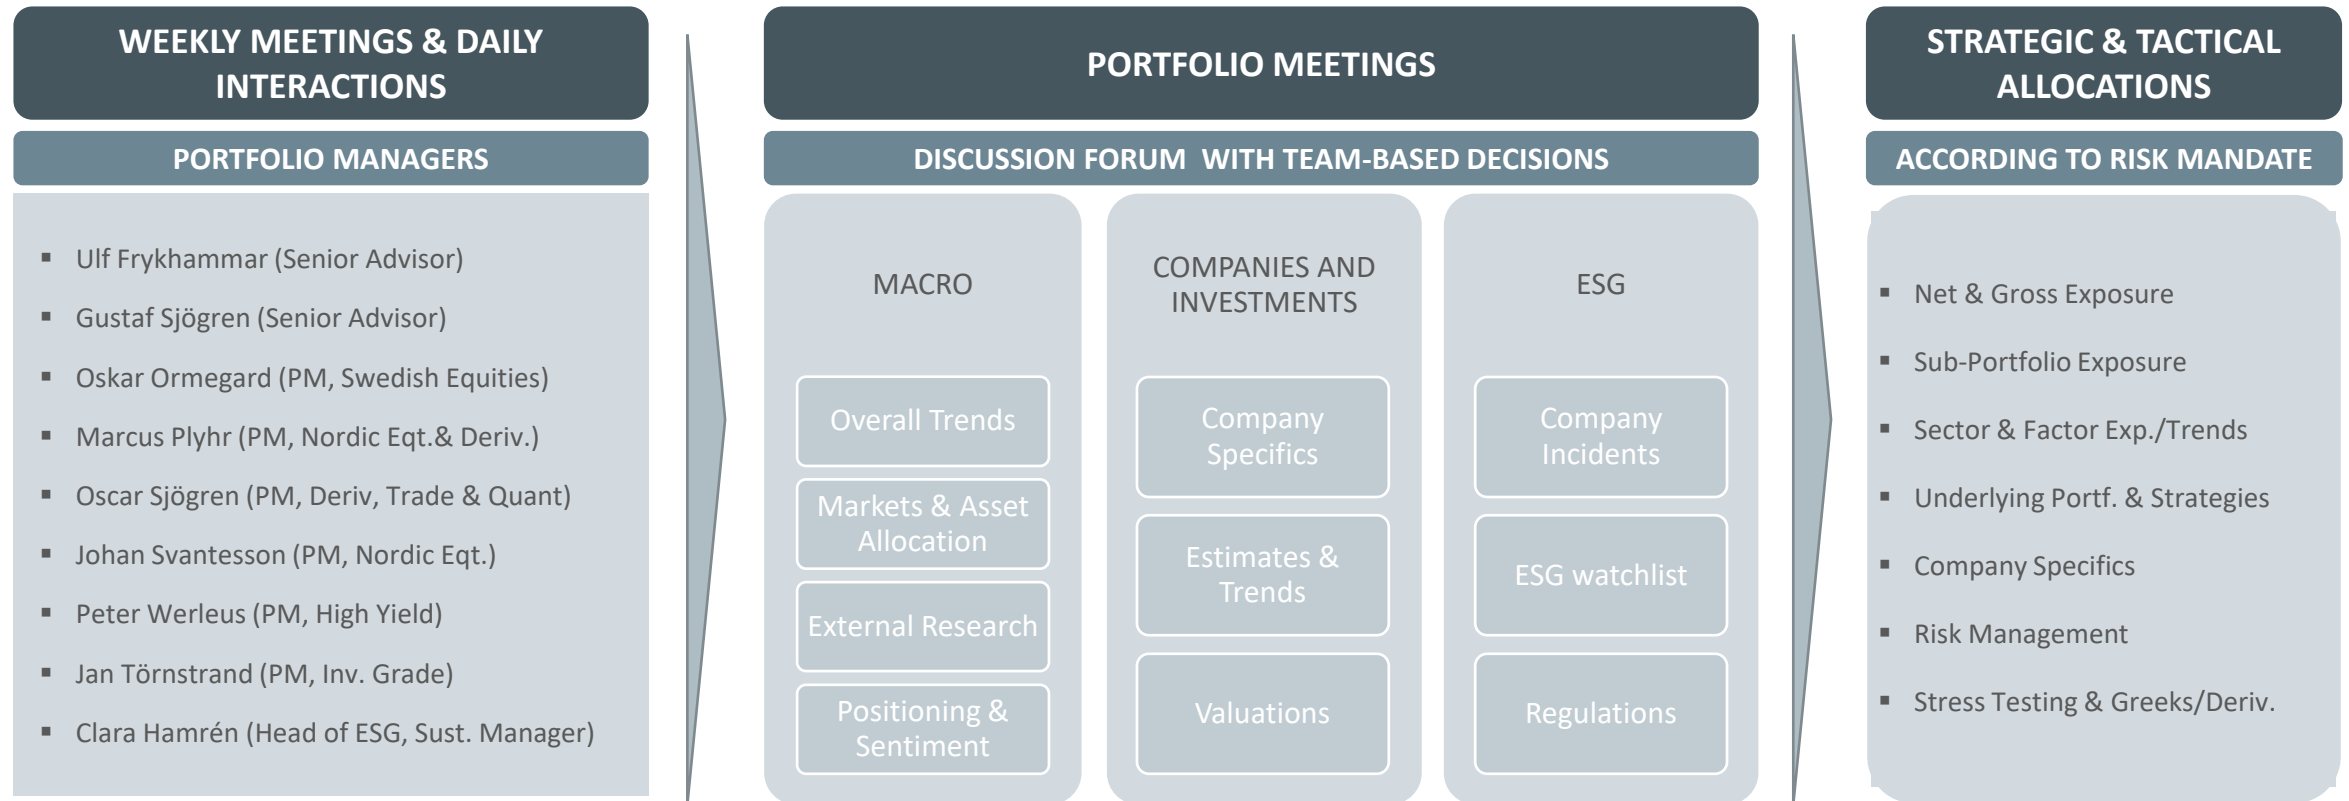 WEEKLY MEETINGS & DAILY
INTERACTIONS
PORTFOLIO MANAGERS
▪ Ulf Frykhammar (Senior Advisor)
▪ Gustaf Sjögren (Senior Advisor)
▪ Oskar Ormegard (PM, Swedish Equities)
▪ Marcus Plyhr (PM, Nordic Eqt.& Deriv.)
▪ Oscar Sjögren (PM, Deriv, Trade & Quant)
▪ Johan Svantesson (PM, Nordic Eqt.)
▪ Peter Werleus (PM, High Yield)
▪ Jan Törnstrand (PM, Inv. Grade)
▪ Clara Hamrén (Head of ESG, Sust. Manager)
PORTFOLIO MEETINGS
DISCUSSION FORUM WITH TEAM-BASED DECISIONS
MACRO
Overall Trends
Markets & Asset
Allocation
External Research
Positioning &
Sentiment
COMPANIES AND
INVESTMENTS
Company
Specifics
Estimates &
Trends
Valuations
ESG
Company
Incidents
ESG watchlist
Regulations
STRATEGIC & TACTICAL
ALLOCATIONS
ACCORDING TO RISK MANDATE
▪ Net & Gross Exposure
▪ Sub-Portfolio Exposure
▪ Sector & Factor Exp./Trends
▪ Underlying Portf. & Strategies
▪ Company Specifics
▪ Risk Management
▪ Stress Testing & Greeks/Deriv.